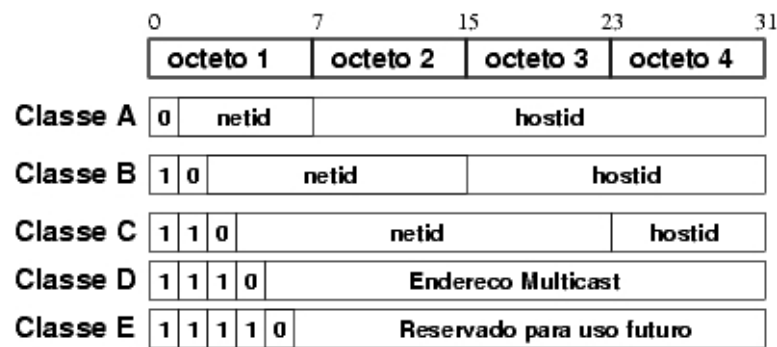 0 7 15 23 31
octeto 1 octeto 2 octeto 3 octeto 4
Classe A 0 netid hostid
Classe B 1 0 netid hostid
Classe C 1 1 0 netid hostid
Classe D 1 1 1 0 Endereco Multicast
Classe E 1 1 1 1 0 Reservado para uso futuro